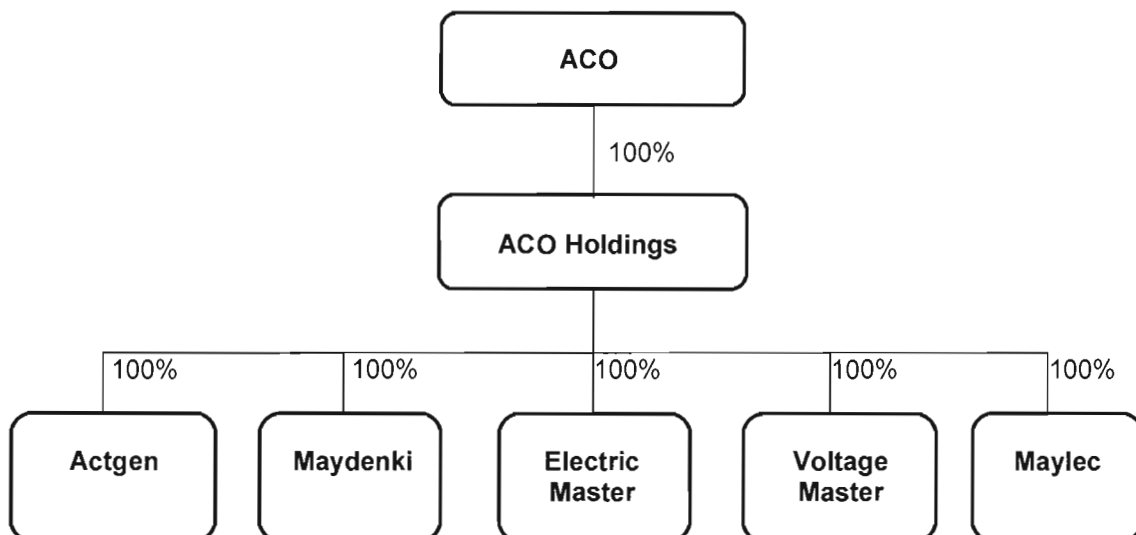 ACO
100%
ACO Holdings
100% 100% 100% 100% 100%
Actgen Maydenki Electric Voltage Maylec
Master Master